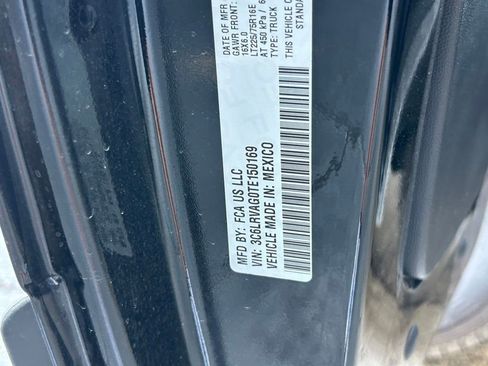 MFD BY: FCA US LLC
VIN: 3C6LRVAG0TE150169
VEHICLE MADE IN: MEXICO
DATE OF MFR
GAWR FRONT:
16X6.0
LT225/75R16E
AT 450 kPa / 6
TYPE: TRUCK
THIS VEHICLE
STANDA